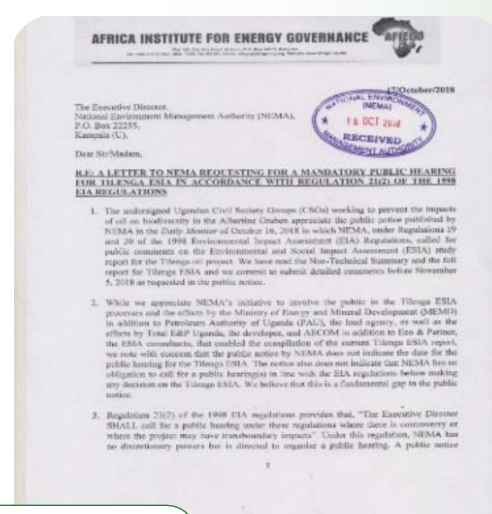 AFRICA INSTITUTE FOR ENERGY GOVERNANCE
AFIEGO
17/October/2018
NATIONAL ENVIRONMENT
(NEMA)
18 OCT 2018
RECEIVED
MANAGEMENT AUTHORITY
The Executive Director,
National Environment Management Authority (NEMA),
P.O. Box 22255,
Kampala (U).
Dear Sir/Madam,
R.E: A LETTER TO NEMA REQUESTING FOR A MANDATORY PUBLIC HEARING
FOR TILENGA ESIA IN ACCORDANCE WITH REGULATION 21(2) OF THE 1998
EIA REGULATIONS
1. The undersigned Ugandan Civil Society Groups (CSOs) working to prevent the impacts
of oil on biodiversity in the Albertine Graben appreciate the public notice published by
NEMA in the Daily Monitor of October 16, 2018 in which NEMA, under Regulations 19
and 20 of the 1998 Environmental Impact Assessment (EIA) Regulations, called for
public comments on the Environmental and Social Impact Assessment (ESIA) study
report for the Tilenga oil project. We have read the Non-Technical Summary and the full
report for Tilenga ESIA and we commit to submit detailed comments before November
5, 2018 as requested in the public notice.
2. While we appreciate NEMA's initiative to involve the public in the Tilenga ESIA
processes and the efforts by the Ministry of Energy and Mineral Development (MEMD)
in addition to Petroleum Authority of Uganda (PAU), the lead agency, as well as the
efforts by Total E&P Uganda, the developer, and AECOM in addition to Eco & Partner,
the ESIA consultants, that enabled the compilation of the current Tilenga ESIA report,
we note with concern that the public notice by NEMA does not indicate the date for the
public hearing for the Tilenga ESIA. The notice also does not indicate that NEMA has an
obligation to call for a public hearing(s) in line with the EIA regulations before making
any decision on the Tilenga ESIA. We believe that this is a fundamental gap in the public
notice.
3. Regulation 21(2) of the 1998 EIA regulations provides that, "The Executive Director
SHALL call for a public hearing under these regulations where there is controversy or
where the project may have transboundary impacts". Under this regulation, NEMA has
no discretionary powers but is directed to organise a public hearing. A public notice
1